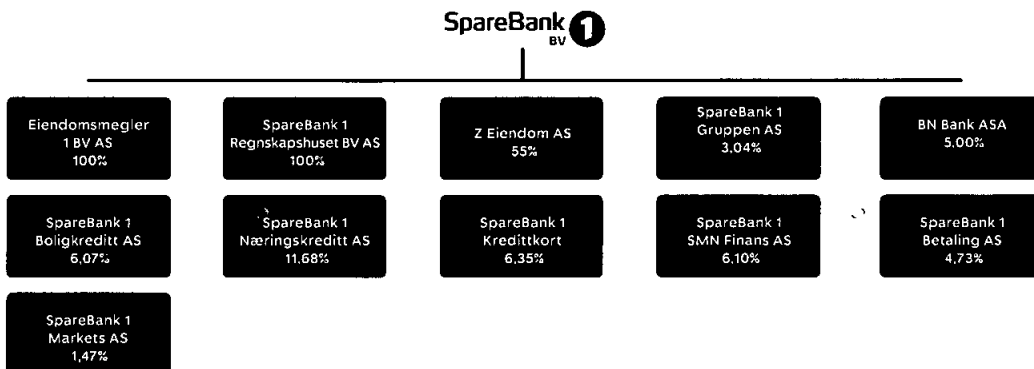 SpareBank 1
BV
Eiendomsmegler
1 BV AS
100%
SpareBank 1
Regnskapshuset BV AS
100%
Z Eiendom AS
55%
SpareBank 1
Gruppen AS
3,04%
BN Bank ASA
5,00%
SpareBank 1
Boligkreditt AS
6,07%
SpareBank 1
Næringskreditt AS
11,68%
SpareBank 1
Kredittkort
6,35%
SpareBank 1
SMN Finans AS
6,10%
SpareBank 1
Betaling AS
4,73%
SpareBank 1
Markets AS
1,47%